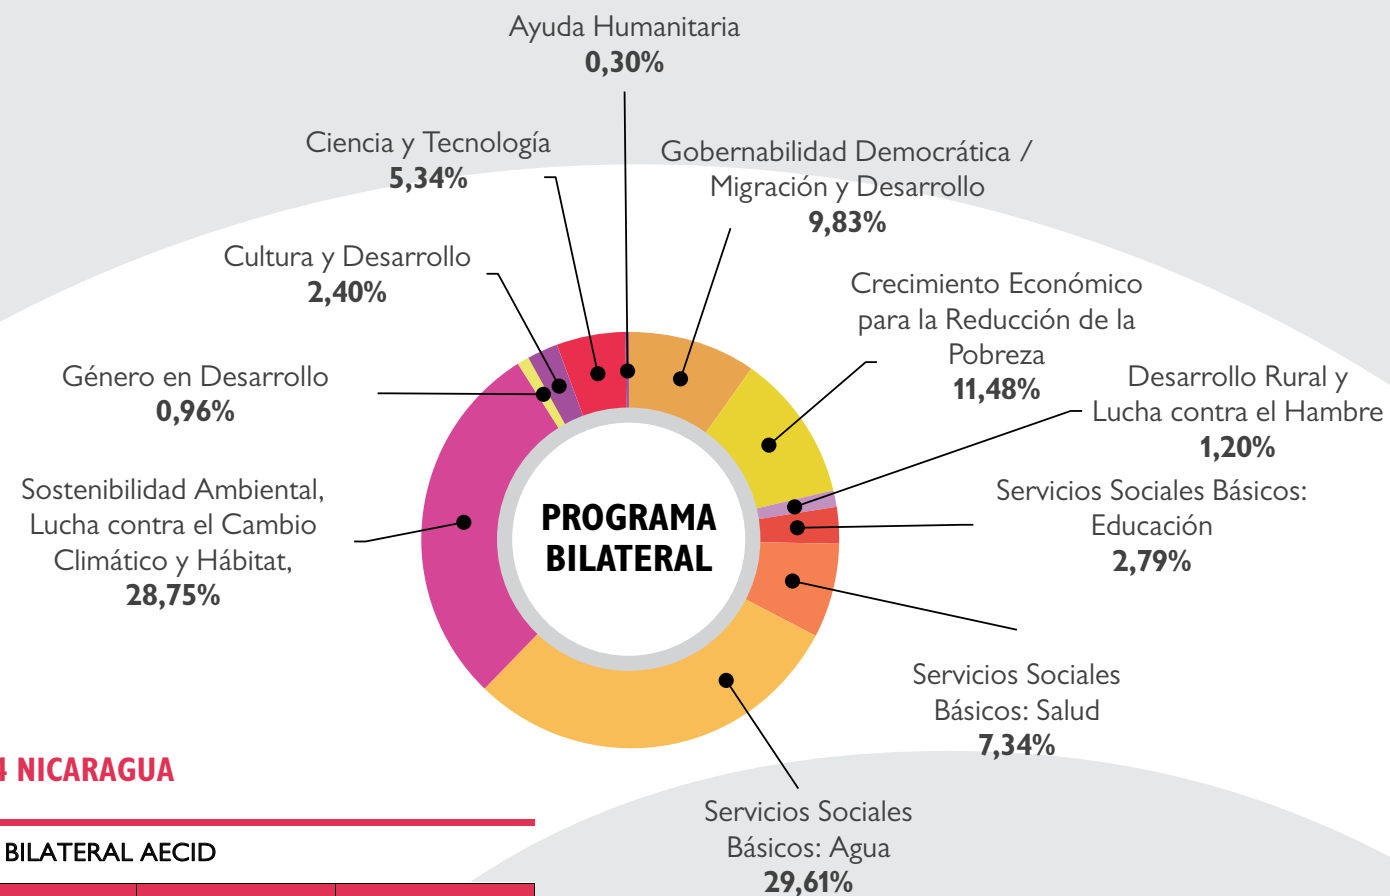 Ayuda Humanitaria
0,30%
Ciencia y Tecnología
5,34%
Gobernabilidad Democrática /
Migración y Desarrollo
9,83%
Cultura y Desarrollo
2,40%
Crecimiento Económico
para la Reducción de la
Pobreza
11,48%
Género en Desarrollo
0,96%
Desarrollo Rural y
Lucha contra el Hambre
1,20%
Sostenibilidad Ambiental,
Lucha contra el Cambio
Climático y Hábitat,
28,75%
PROGRAMA
BILATERAL
Servicios Sociales Básicos:
Educación
2,79%
Servicios Sociales
Básicos: Salud
7,34%
Servicios Sociales
Básicos: Agua
29,61%
4 NICARAGUA
BILATERAL AECID